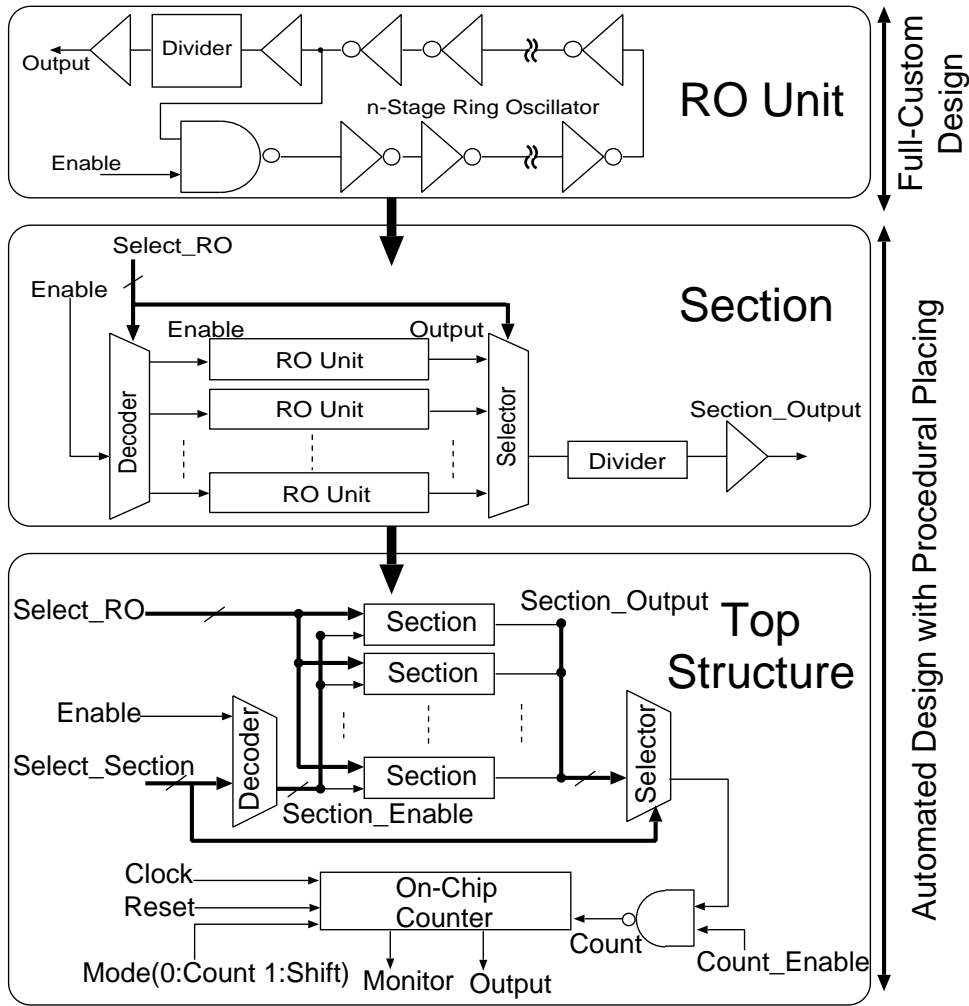 Output
Divider
n-Stage Ring Oscillator
Enable
RO Unit
Full-Custom
Design
Select_RO
Enable
Enable
Output
Section
Decoder
RO Unit
RO Unit
RO Unit
Selector
Divider
Section_Output
Automated Design with Procedural Placing
Select_RO
Section
Section
Section
Section_Output
Top
Structure
Enable
Select_Section
Decoder
Section_Enable
Selector
Clock
Reset
Mode(0:Count 1:Shift)
On-Chip
Counter
Monitor
Output
Count
Count_Enable